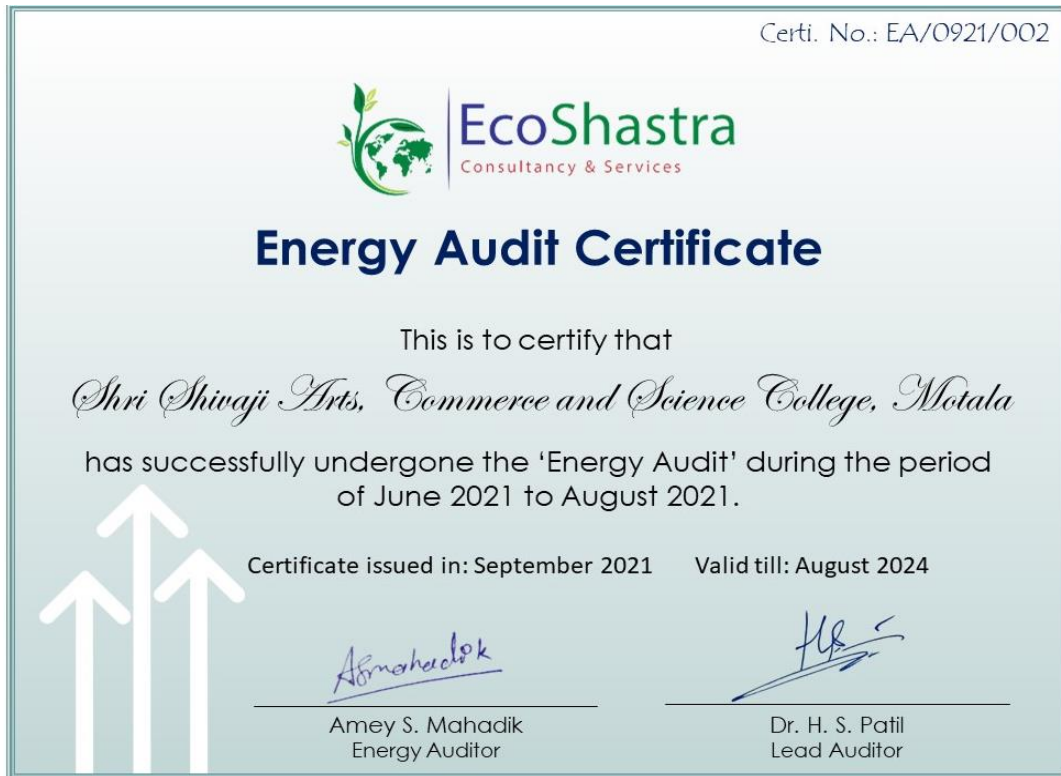 Certi. No.: EA/0921/002
EcoShastra
Consultancy & Services
Energy Audit Certificate
This is to certify that
Shri Shivaji Arts, Commerce and Science College, Motala
has successfully undergone the ‘Energy Audit’ during the period
of June 2021 to August 2021.
Certificate issued in: September 2021 Valid till: August 2024
ASmahadik
Amey S. Mahadik Dr. H. S. Patil
Energy Auditor Lead Auditor